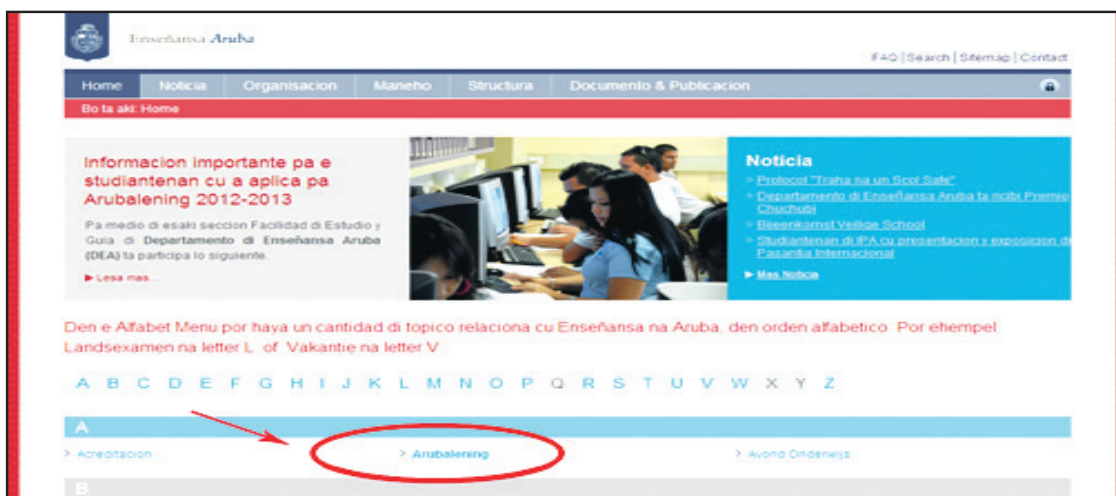 Enseñansa Aruba
FAQ | Search | Sitemap | Contact
Home Noticia Organisacion Maneho Structura Documento & Publicacion
Bo ta aki: Home
Informacion importante pa e
studiantenan cu a aplica pa
Arubalening 2012-2013
Pa medio di esaki seccion Facilidad di Estudio y
Guia di Departamento di Enseñansa Aruba
(DEA) ta participa lo siguiente.
Lesa mas...
Noticia
> Protocol "Traha na un Scol Safe"
> Departamento di Enseñansa Aruba ta ricibi Premio
Chuchubi
> Bijeenkomst Veilige School
> Studiantenan di IPA cu presentacion y exposicion di
Pasantia Internacional
Mas Noticia
Den e Alfabet Menu por haya un cantidad di topico relaciona cu Enseñansa na Aruba, den orden alfabetico. Por ehempel
Landsexamen na letter L of Vakantie na letter V
A B C D E F G H I J K L M N O P Q R S T U V W X Y Z
A
> Acreditacion > Arubalening > Avond Onderwijs
B